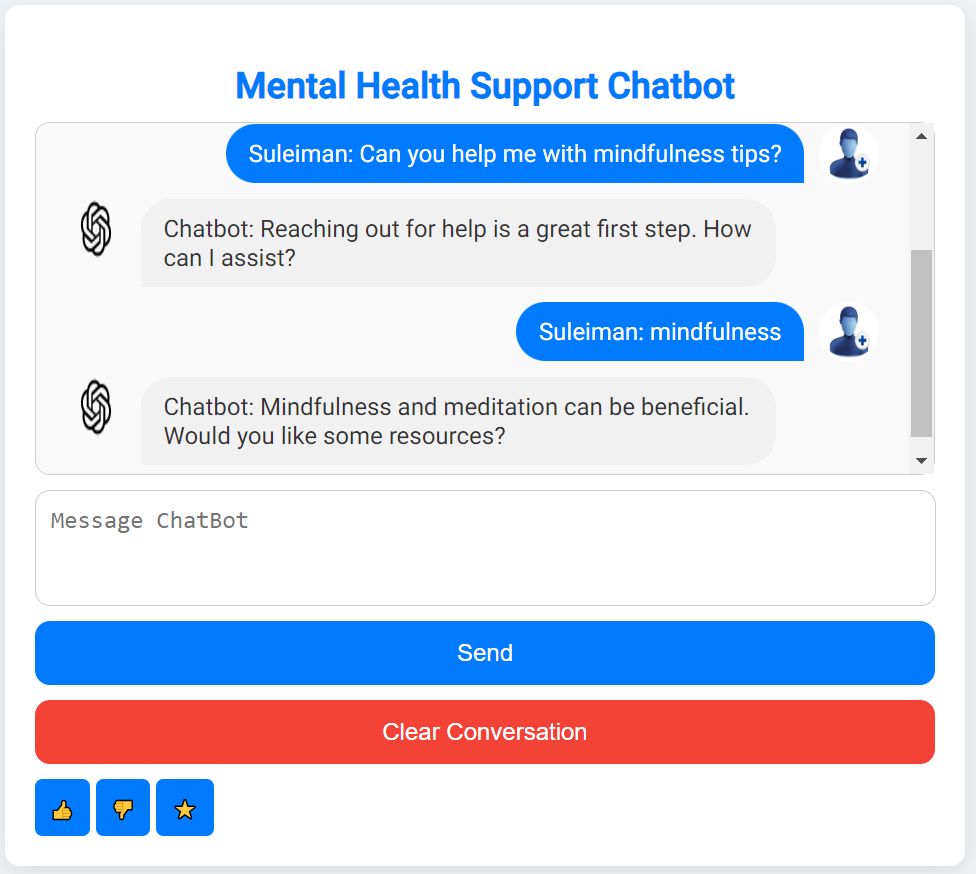 Mental Health Support Chatbot
Suleiman: Can you help me with mindfulness tips?
Chatbot: Reaching out for help is a great first step. How
can I assist?
Suleiman: mindfulness
Chatbot: Mindfulness and meditation can be beneficial.
Would you like some resources?
Message ChatBot
Send
Clear Conversation